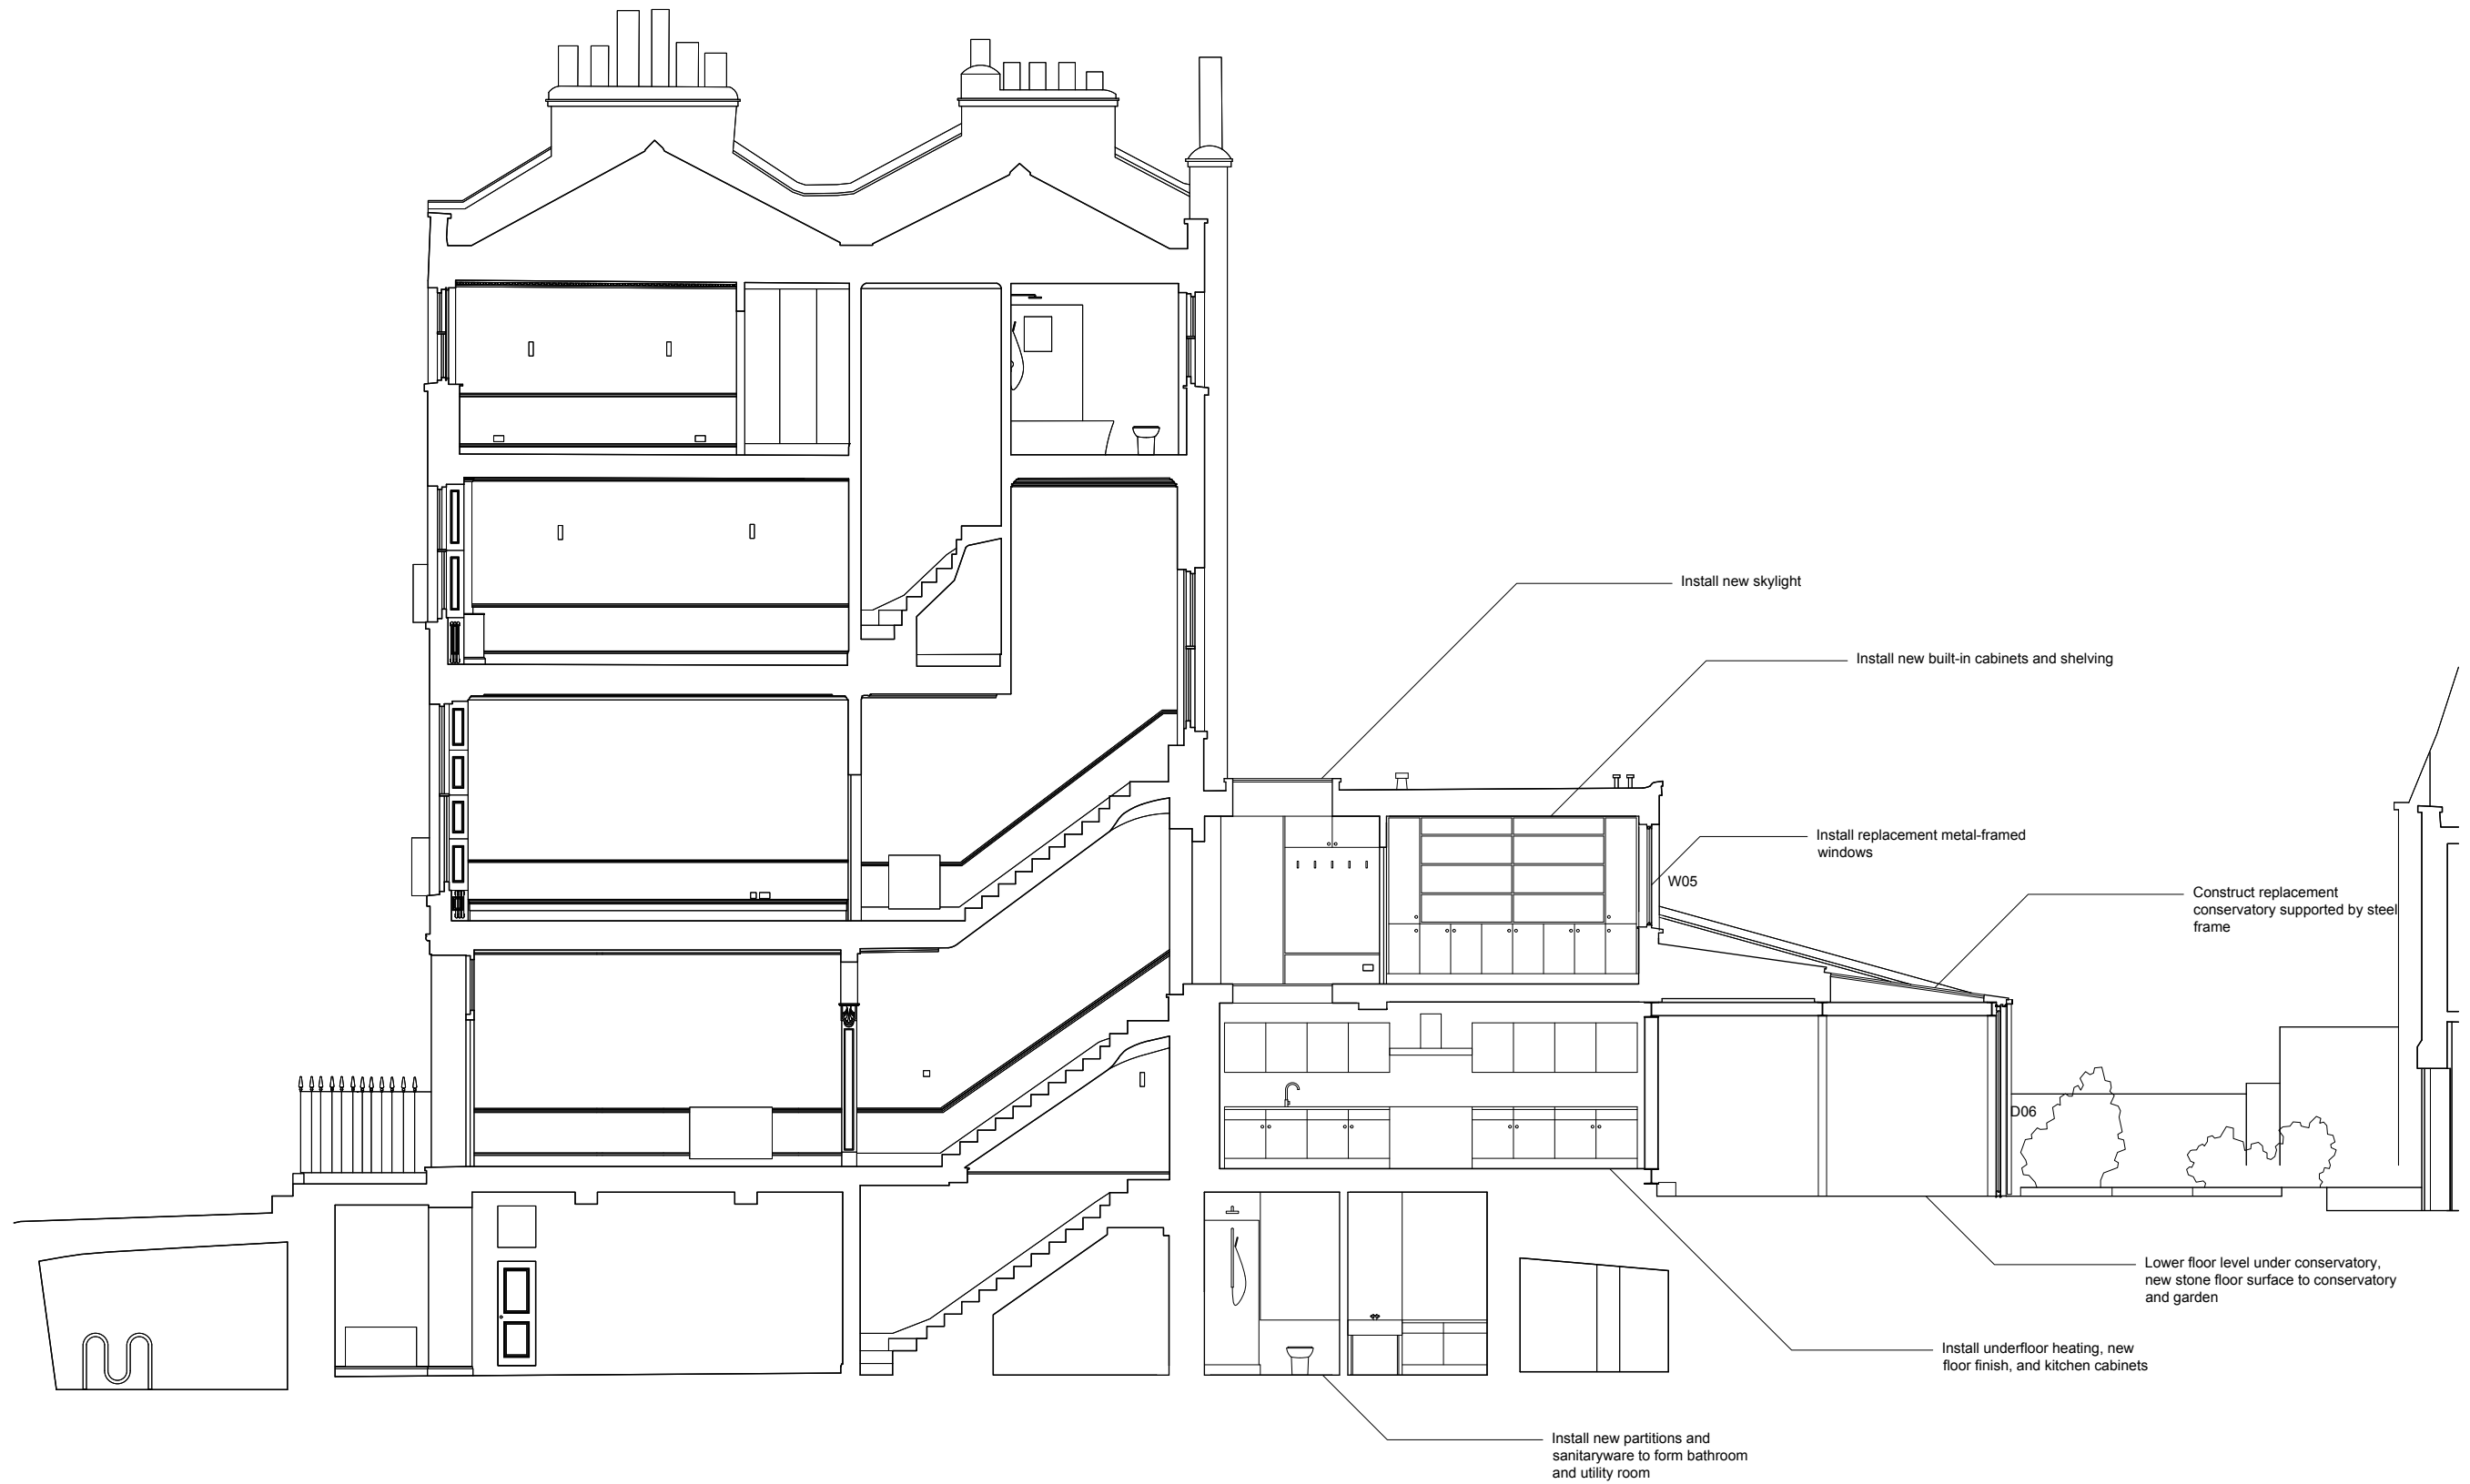 Install new skylight
Install new built-in cabinets and shelving
Install replacement metal-framed
windows
W05
Construct replacement
conservatory supported by steel
frame
D06
Lower floor level under conservatory,
new stone floor surface to conservatory
and garden
Install underfloor heating, new
floor finish, and kitchen cabinets
Install new partitions and
sanitaryware to form bathroom
and utility room